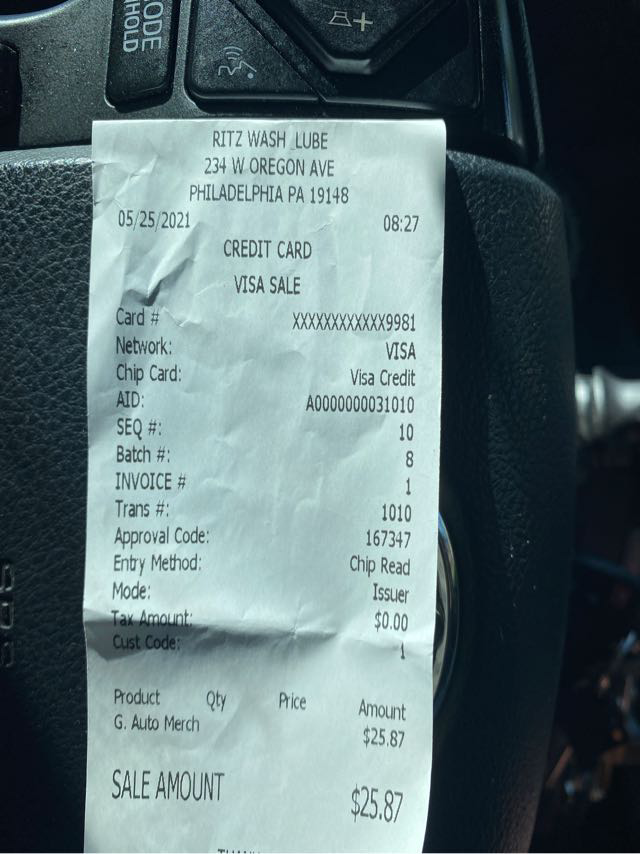 ODE
HOLD
RITZ WASH LUBE
234 W OREGON AVE
PHILADELPHIA PA 19148
05/25/2021 08:27
CREDIT CARD
VISA SALE
Card # XXXXXXXXXXXX9981
Network: VISA
Chip Card: Visa Credit
AID: A0000000031010
SEQ #: 10
Batch #: 8
INVOICE # 1
Trans #: 1010
Approval Code: 167347
Entry Method: Chip Read
Mode: Issuer
Tax Amount: $0.00
Cust Code: 1
Product Qty Price Amount
G. Auto Merch $25.87
SALE AMOUNT $25.87